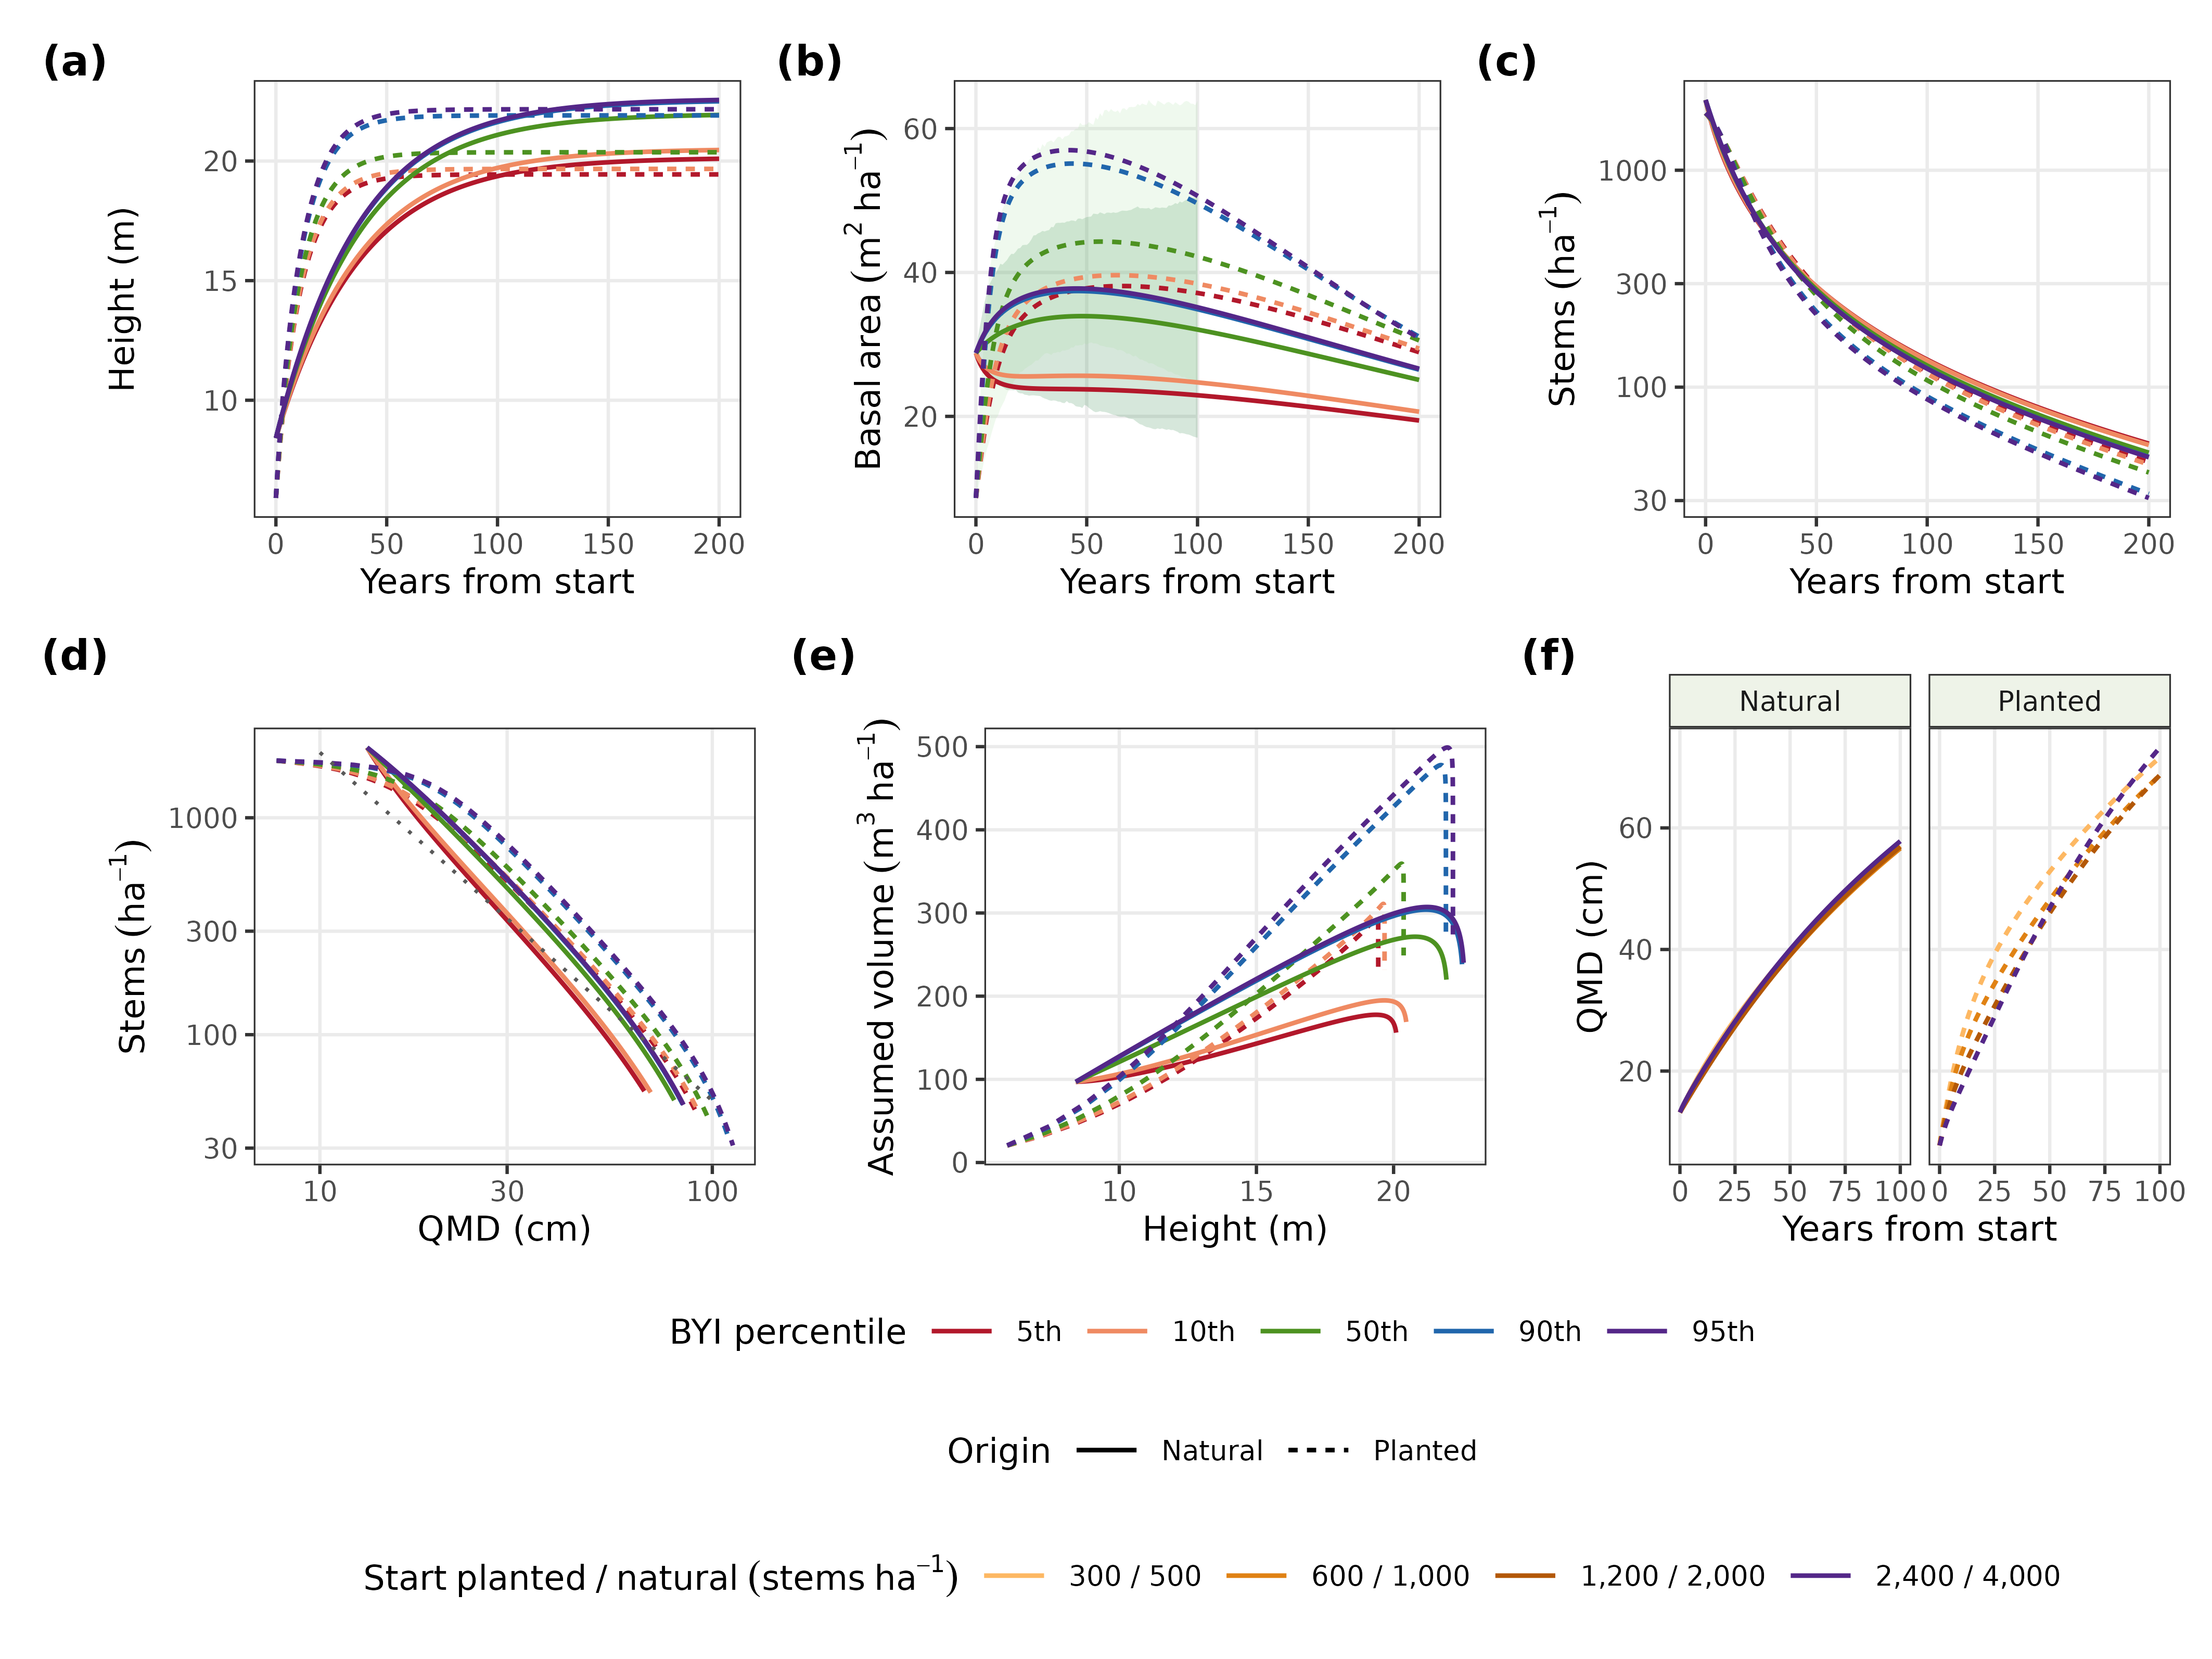 (a)
Height (m)
20
15
10
0 50 100 150 200
Years from start
(b)
Basal area (m² ha⁻¹)
60
40
20
0 50 100 150 200
Years from start
(c)
Stems (ha⁻¹)
1000
300
100
30
0 50 100 150 200
Years from start
(d)
Stems (ha⁻¹)
1000
300
100
30
10 30 100
QMD (cm)
(e)
Assumed volume (m³ ha⁻¹)
500
400
300
200
100
0
10 15 20
Height (m)
(f)
Natural Planted
QMD (cm)
60
40
20
0 25 50 75 100 0 25 50 75 100
Years from start
BYI percentile 5th 10th 50th 90th 95th
Origin Natural Planted
Start planted / natural (stems ha⁻¹) 300 / 500 600 / 1,000 1,200 / 2,000 2,400 / 4,000